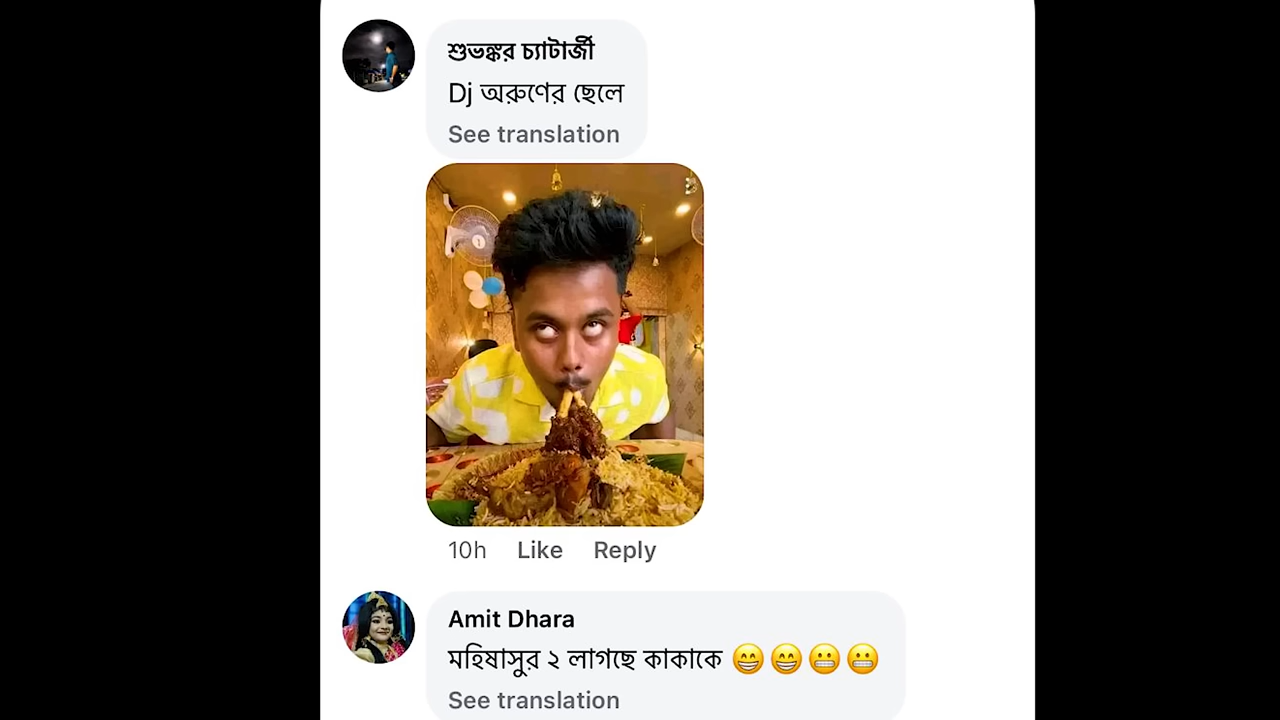 শুভঙ্কর চ্যাটার্জী
Dj অরুণের ছেলে
See translation
10h Like Reply
Amit Dhara
মহিষাসুর ২ লাগছে কাকাকে 😁😁😬😬
See translation